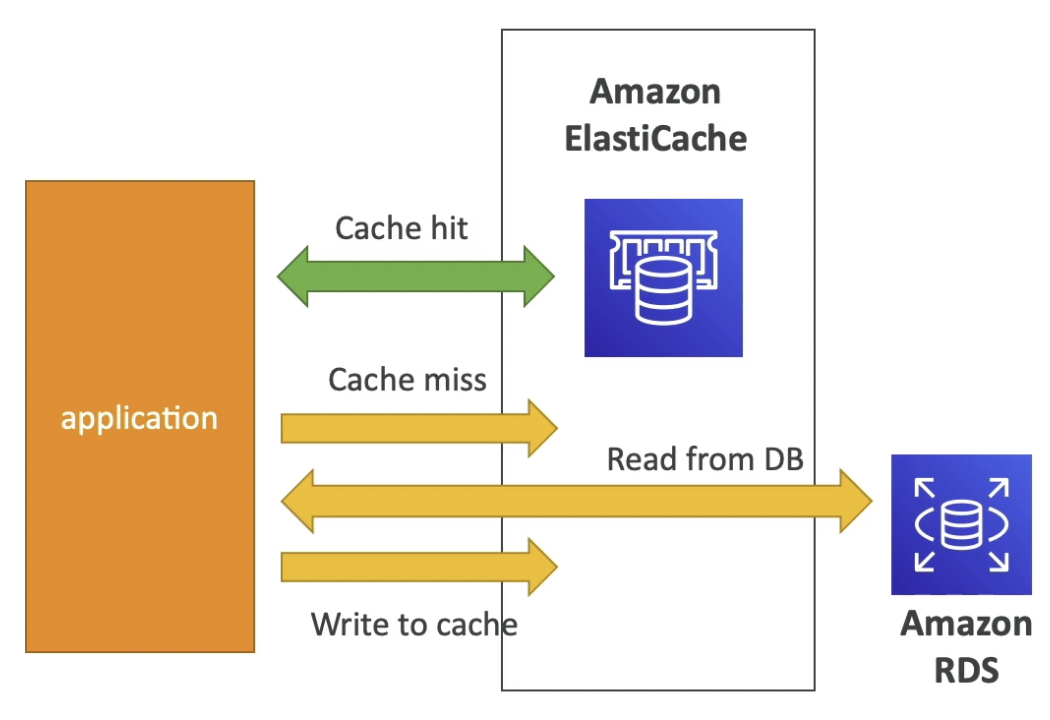 Amazon
ElastiCache
Cache hit
Cache miss
application
Read from DB
Write to cache
Amazon
RDS